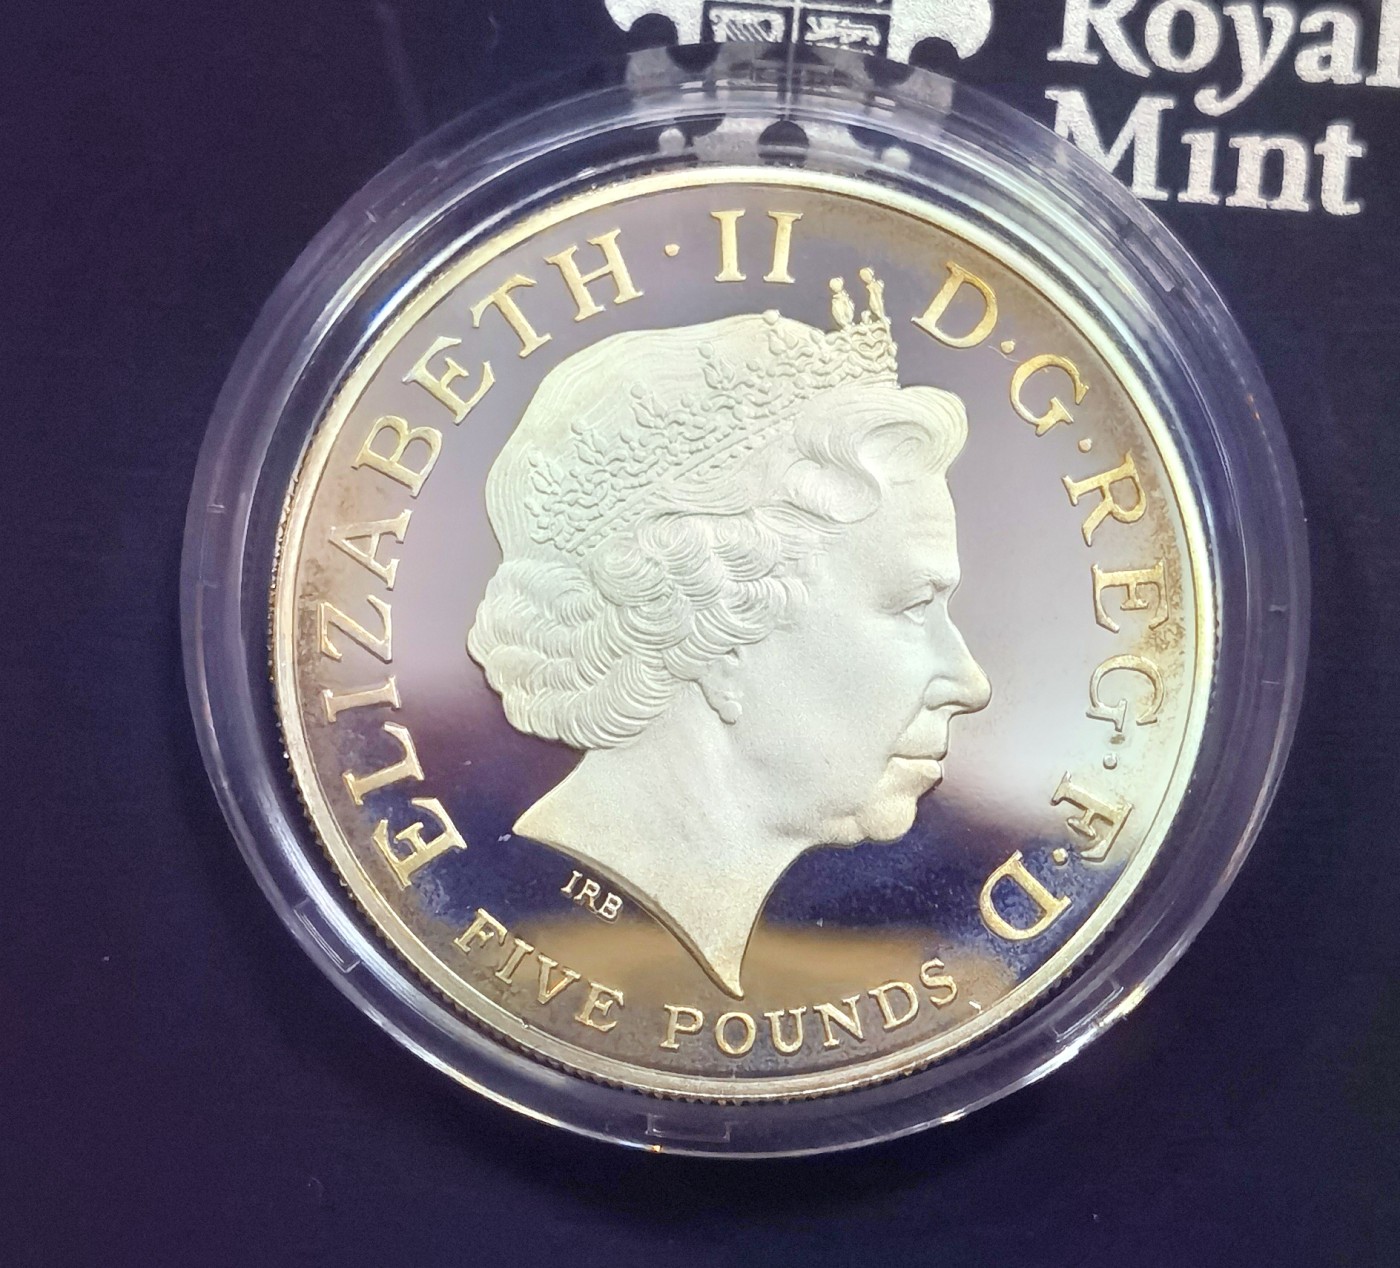 Royal
Mint
ELIZABETH · II D · G · REG · F · D
IRB
FIVE POUNDS